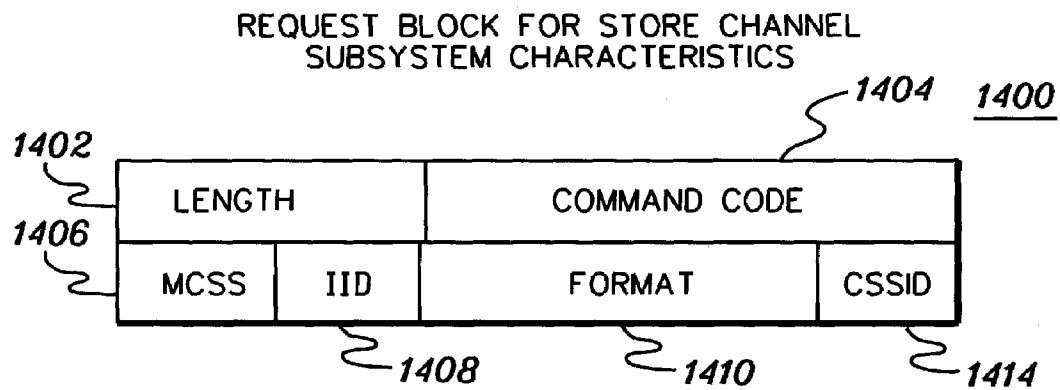 REQUEST BLOCK FOR STORE CHANNEL
SUBSYSTEM CHARACTERISTICS
1404
1400
1402
LENGTH COMMAND CODE
1406
MCSS IID FORMAT CSSID
1408 1410 1414